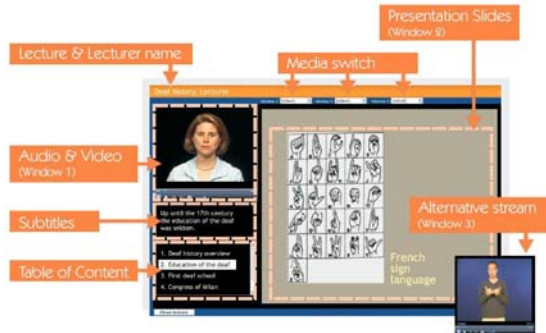 Presentation Slides
(Window 2)
Lecture & Lecturer name
Media switch
Deaf history, Lecturer
Audio & Video
(Window 1)
Subtitles
Up until the 17th century
the education of the deaf
was seldom.
Table of Content
1. Deaf history overview
2. Education of the deaf
3. First deaf school
4. Congress of Milan
French
sign
language
Alternative stream
(Window 3)